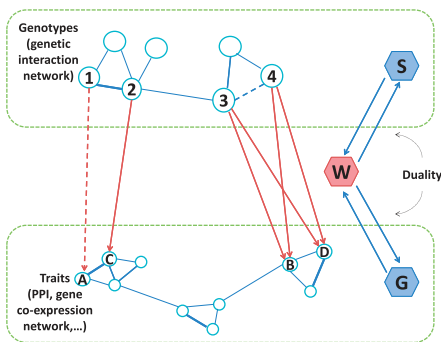 Genotypes
(genetic
interaction
network)
1
2
3
4
S
W
Duality
G
A
C
B
D
Traits
(PPI, gene
co-expression
network,...)